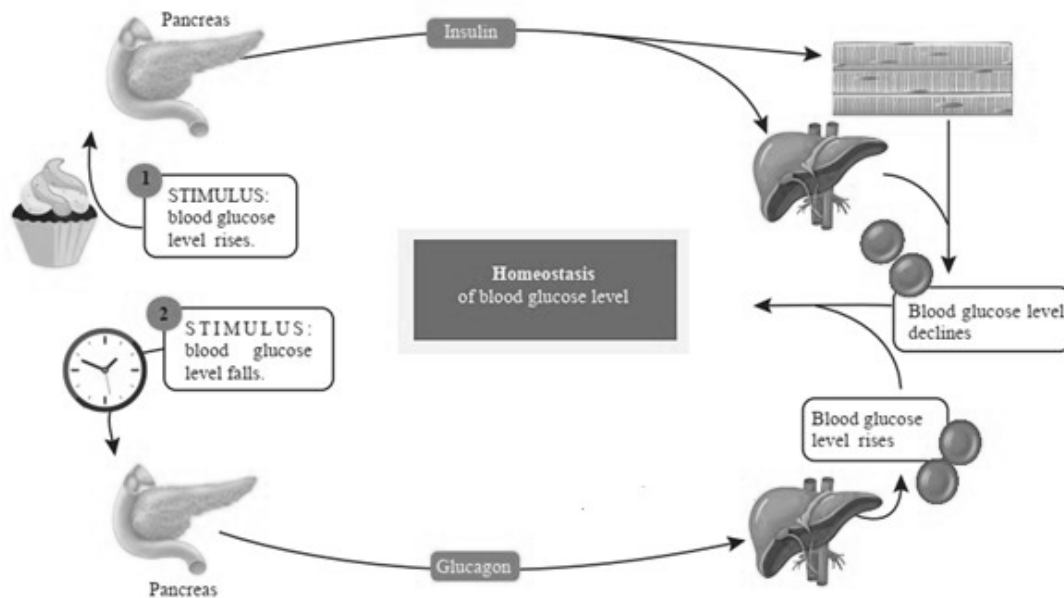 Pancreas
Insulin
1
STIMULUS:
blood glucose
level rises.
Homeostasis
of blood glucose level
2
STIMULUS:
blood glucose
level falls.
Blood glucose level
declines
Blood glucose
level rises
Glucagon
Pancreas